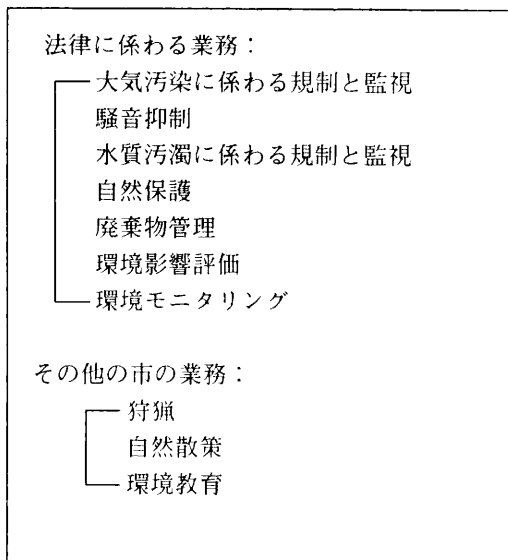 法律に係わる業務：
大気汚染に係わる規制と監視
騒音抑制
水質汚濁に係わる規制と監視
自然保護
廃棄物管理
環境影響評価
環境モニタリング
その他の市の業務：
狩猟
自然散策
環境教育